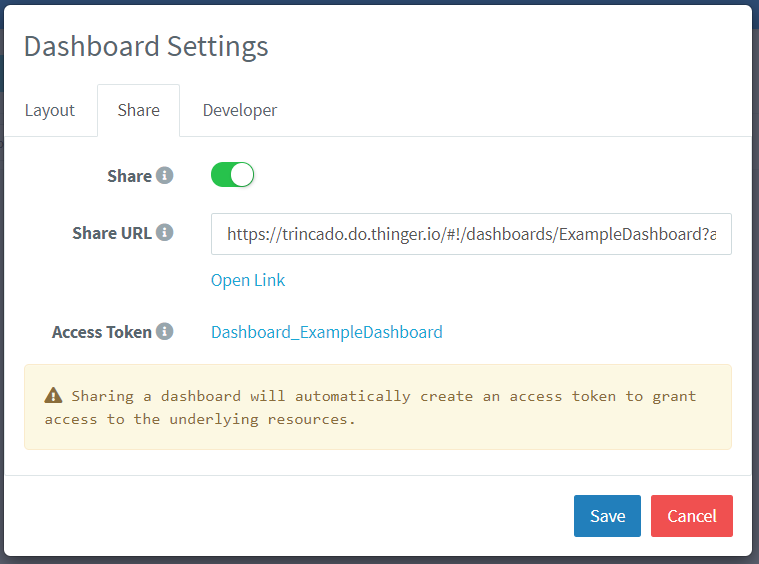 Dashboard Settings
Layout
Share
Developer
Share
Share URL
https://trincado.do.thinger.io/#!/dashboards/ExampleDashboard?a
Open Link
Access Token
Dashboard_ExampleDashboard
Sharing a dashboard will automatically create an access token to grant
access to the underlying resources.
Save
Cancel